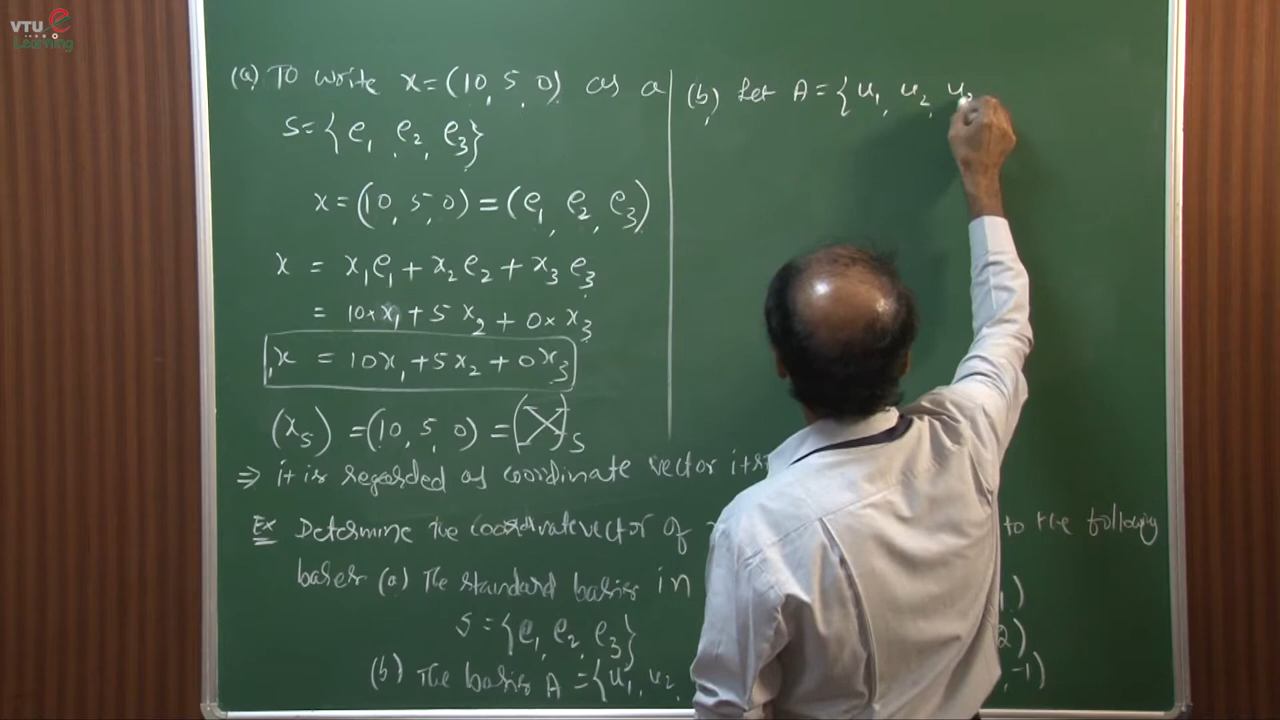 VTU e
Learning
(a) To write x=(10, 5, 0) as a
S={e1, e2, e3}
x=(10, 5, 0)=(e1, e2, e3)
x = x1e1+x2e2+x3e3
= 10×x1+5x2+0×x3
x = 10x1+5x2+0x3
(xS)=(10, 5, 0)=(X)S
⇒ it is regarded as coordinate vector
Ex Determine the coordinate vector of to the following
bases (a) The standard basis in
S={e1, e2, e3}
2)
(b) The basis A={u1, u2, ,-1)
(b) Let A={u1, u2, u3